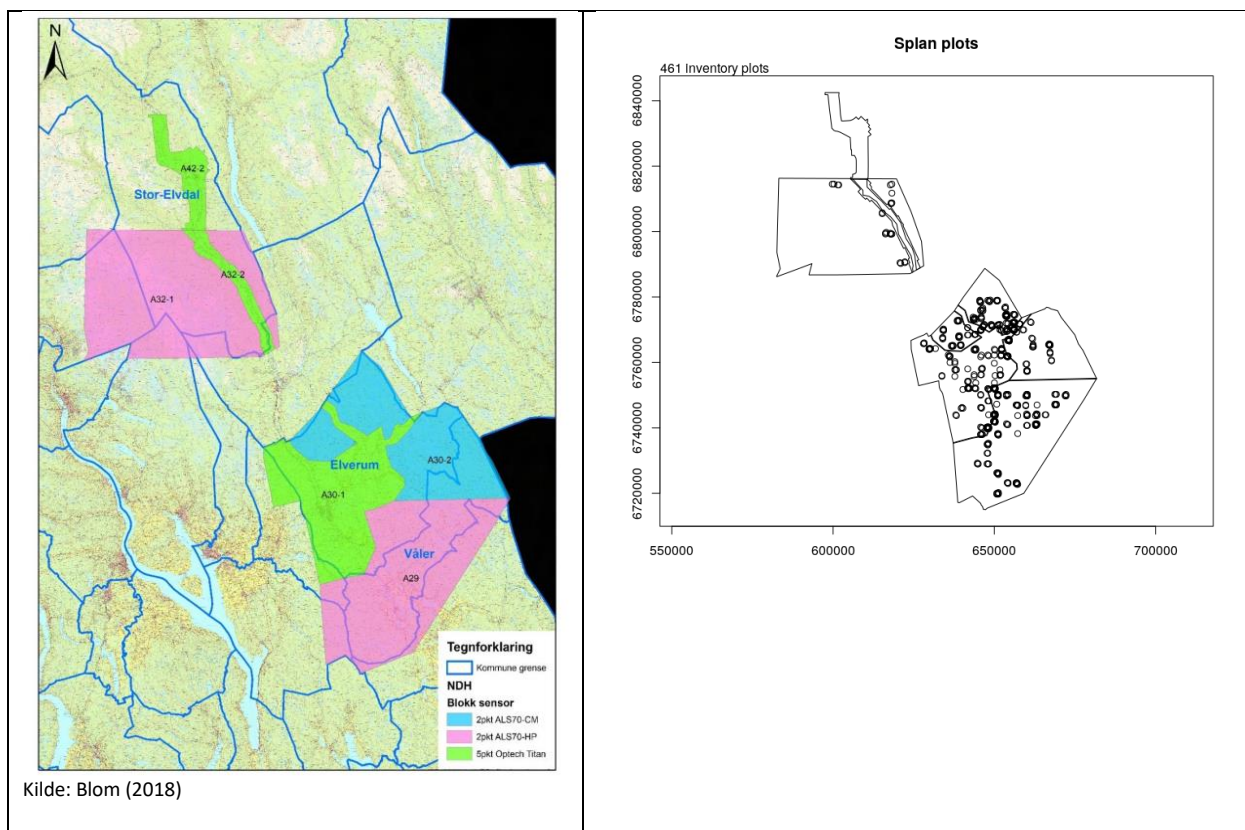 N
A42-2
Stor-Elvdal
A32-2
A32-1
Elverum
A30-2
A30-1
Våler
A29
Tegnforklaring
Kommune grense
NDH
Blokk sensor
2pkt ALS70-CM
2pkt ALS70-HP
5pkt Optech Titan
Kilde: Blom (2018)
Splan plots
461 Inventory plots
6840000
6820000
6800000
6780000
6760000
6740000
6720000
550000 600000 650000 700000